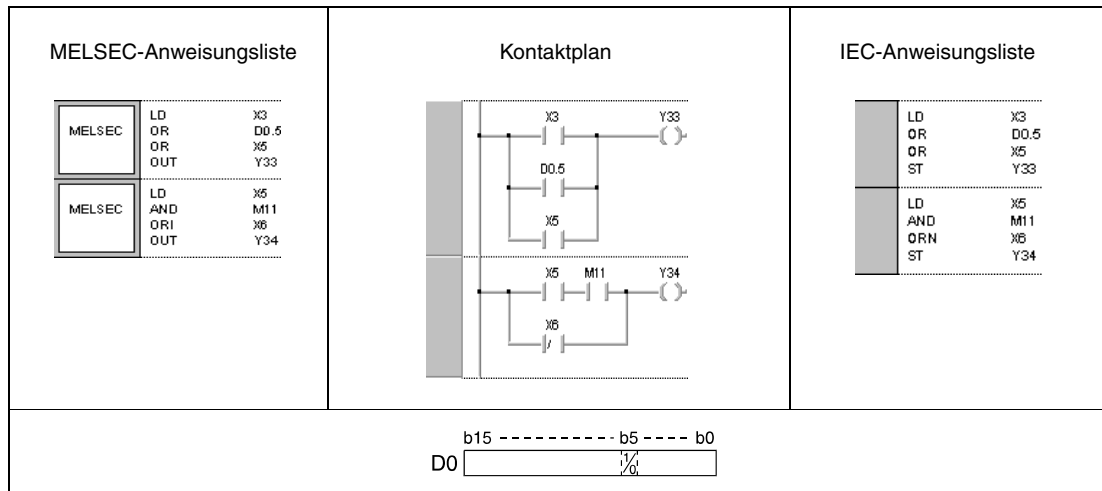 MELSEC-Anweisungsliste
MELSEC
LD X3
OR D0.5
OR X5
OUT Y33
MELSEC
LD X5
AND M11
ORI X6
OUT Y34
Kontaktplan
X3 Y33
D0.5
X5
X5 M11 Y34
X6
IEC-Anweisungsliste
LD X3
OR D0.5
OR X5
ST Y33
LD X5
AND M11
ORN X6
ST Y34
b15 ------------ b5 ---- b0
D0 1/0